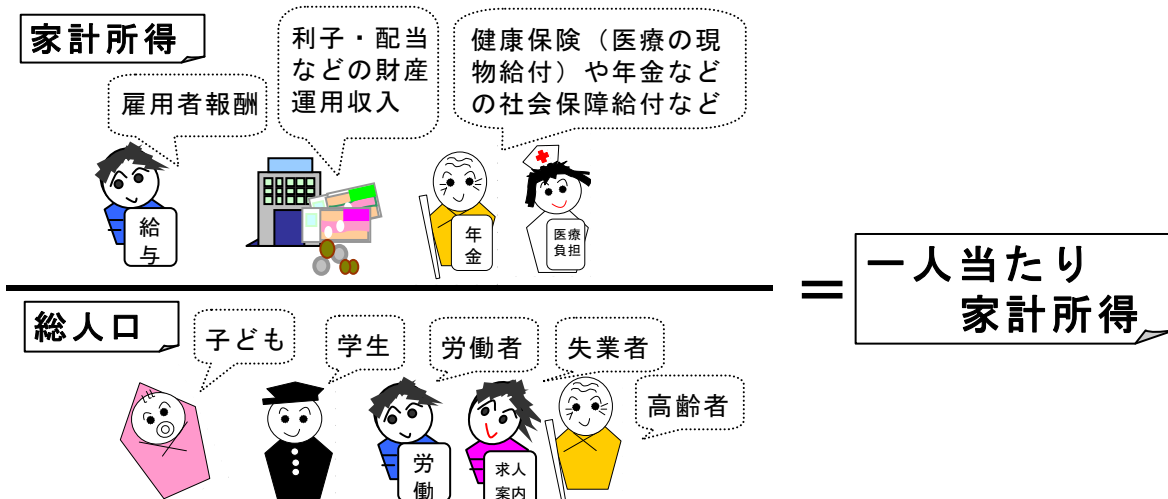 家計所得
雇用者報酬
利子・配当
などの財産
運用収入
健康保険（医療の現
物給付）や年金など
の社会保障給付など
給
与
年
金
医療
負担
＝
一人当たり
家計所得
総人口
子ども
学生
労働者
失業者
高齢者
労
働
求人
案内